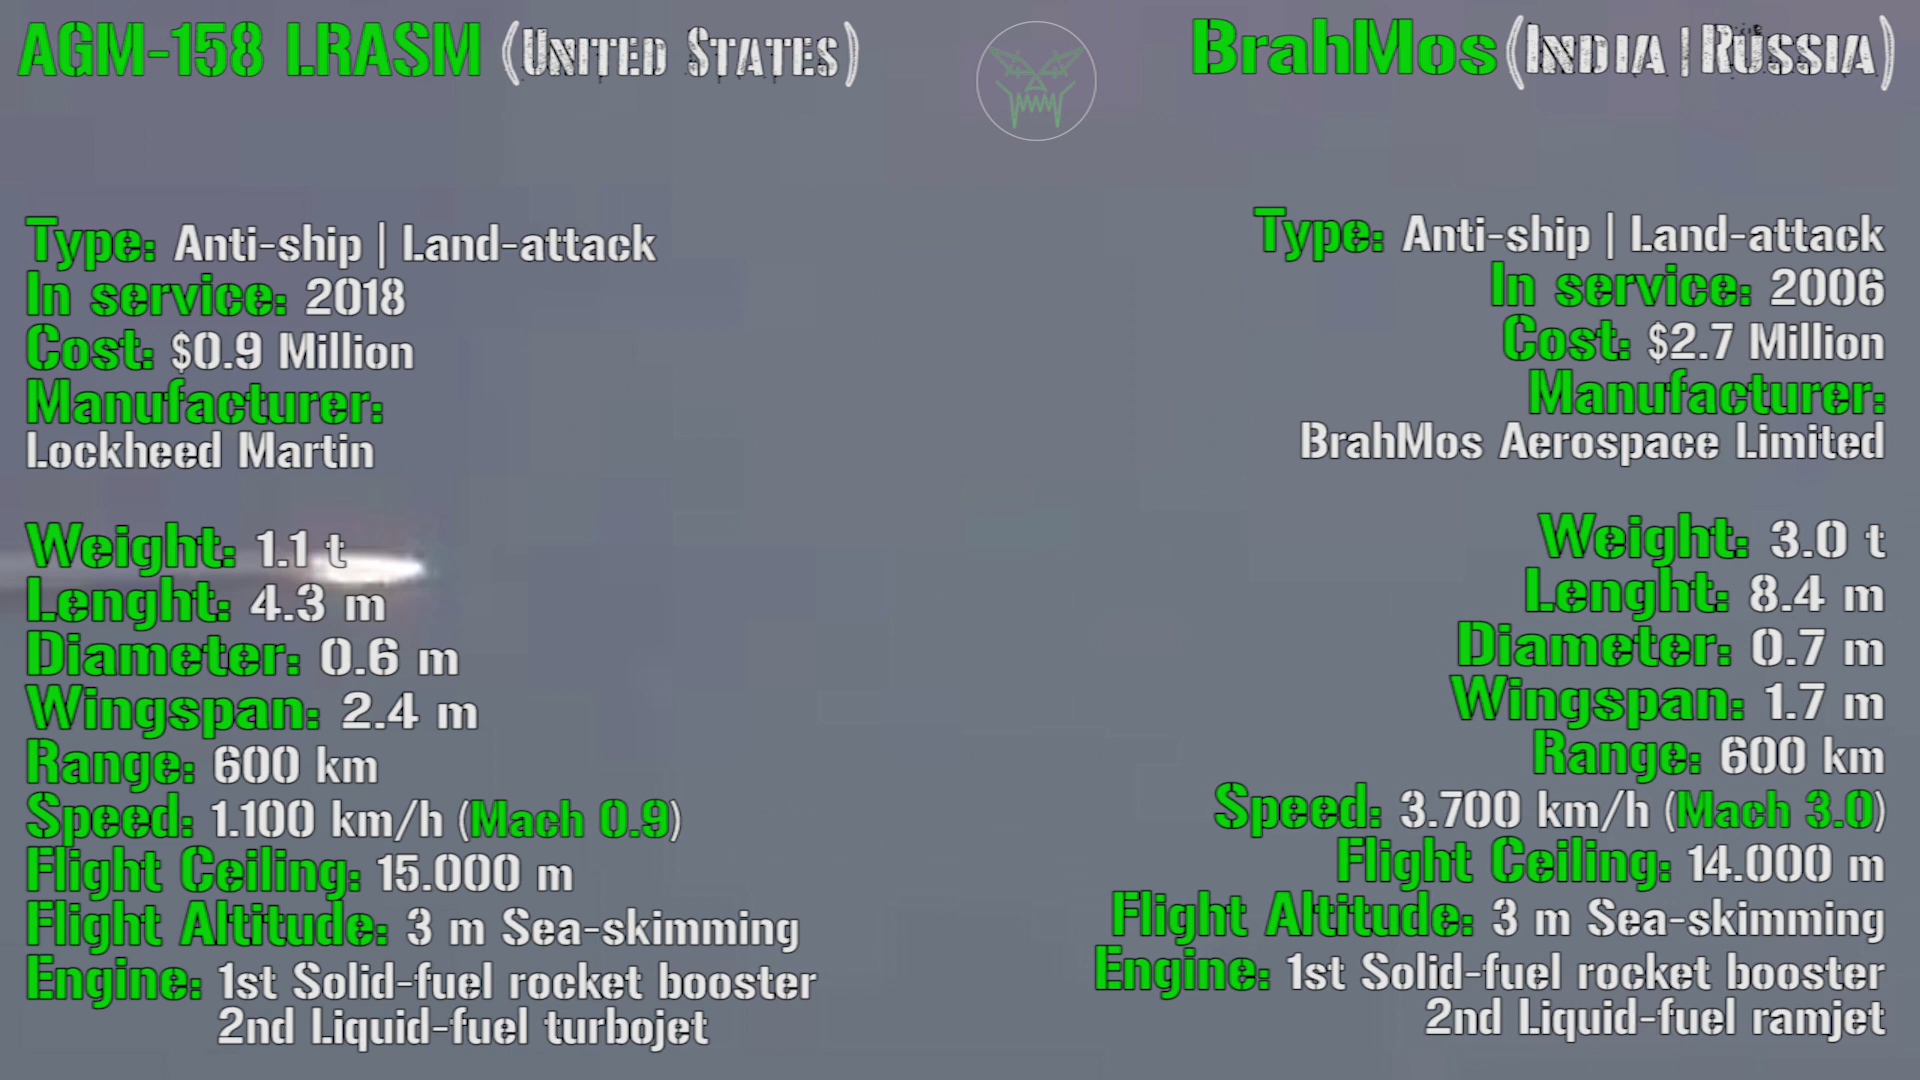 AGM-158 LRASM (United States)
Type: Anti-ship | Land-attack
In service: 2018
Cost: $0.9 Million
Manufacturer:
Lockheed Martin
Weight: 1.1 t
Lenght: 4.3 m
Diameter: 0.6 m
Wingspan: 2.4 m
Range: 600 km
Speed: 1.100 km/h (Mach 0.9)
Flight Ceiling: 15.000 m
Flight Altitude: 3 m Sea-skimming
Engine: 1st Solid-fuel rocket booster
2nd Liquid-fuel turbojet
BrahMos (India | Russia)
Type: Anti-ship | Land-attack
In service: 2006
Cost: $2.7 Million
Manufacturer:
BrahMos Aerospace Limited
Weight: 3.0 t
Lenght: 8.4 m
Diameter: 0.7 m
Wingspan: 1.7 m
Range: 600 km
Speed: 3.700 km/h (Mach 3.0)
Flight Ceiling: 14.000 m
Flight Altitude: 3 m Sea-skimming
Engine: 1st Solid-fuel rocket booster
2nd Liquid-fuel ramjet